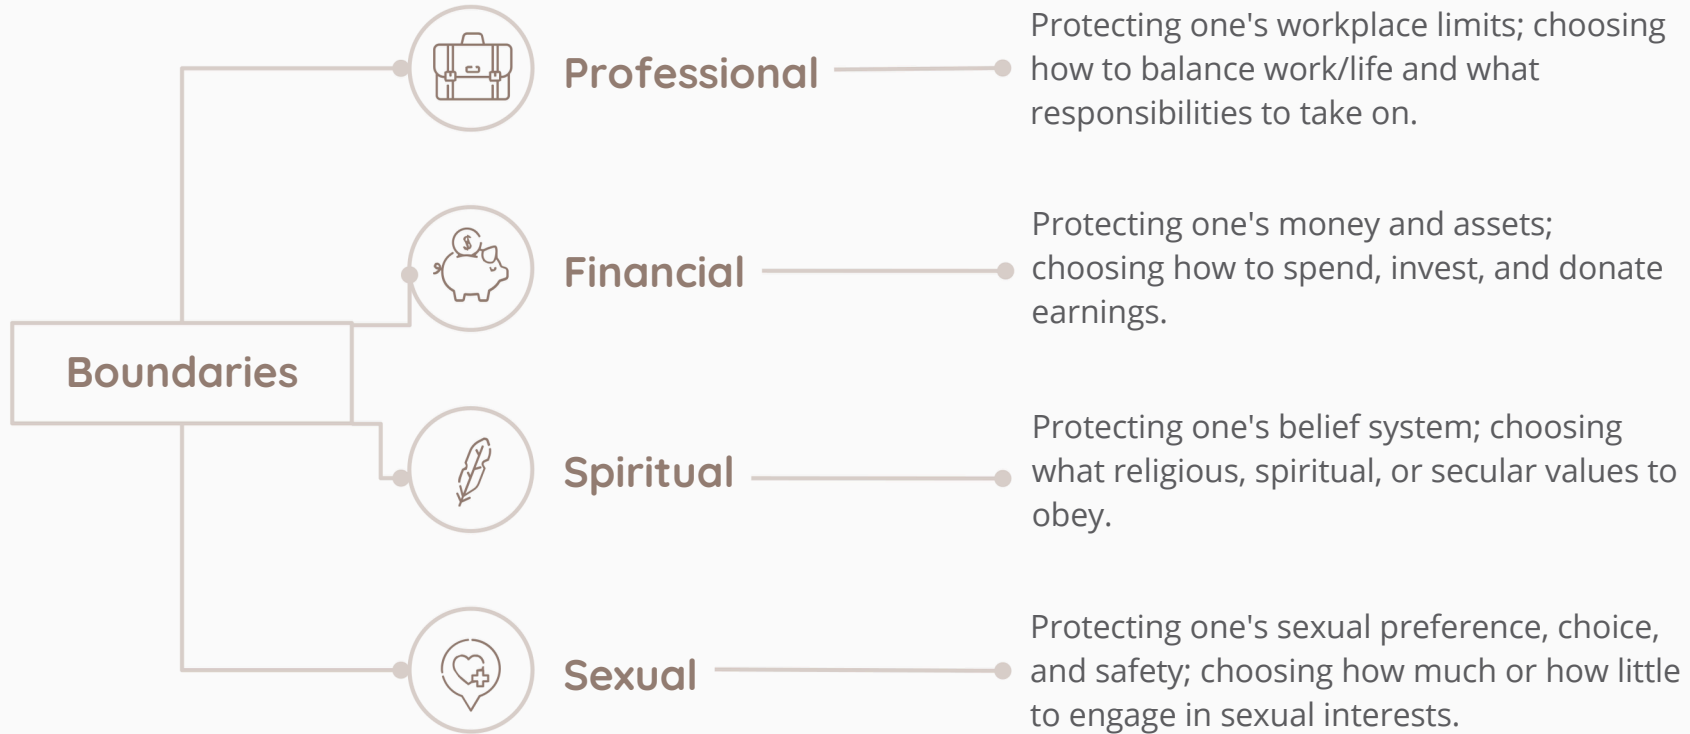 Boundaries
Professional
Protecting one's workplace limits; choosing
how to balance work/life and what
responsibilities to take on.
Financial
$
Protecting one's money and assets;
choosing how to spend, invest, and donate
earnings.
Spiritual
Protecting one's belief system; choosing
what religious, spiritual, or secular values to
obey.
Sexual
Protecting one's sexual preference, choice,
and safety; choosing how much or how little
to engage in sexual interests.